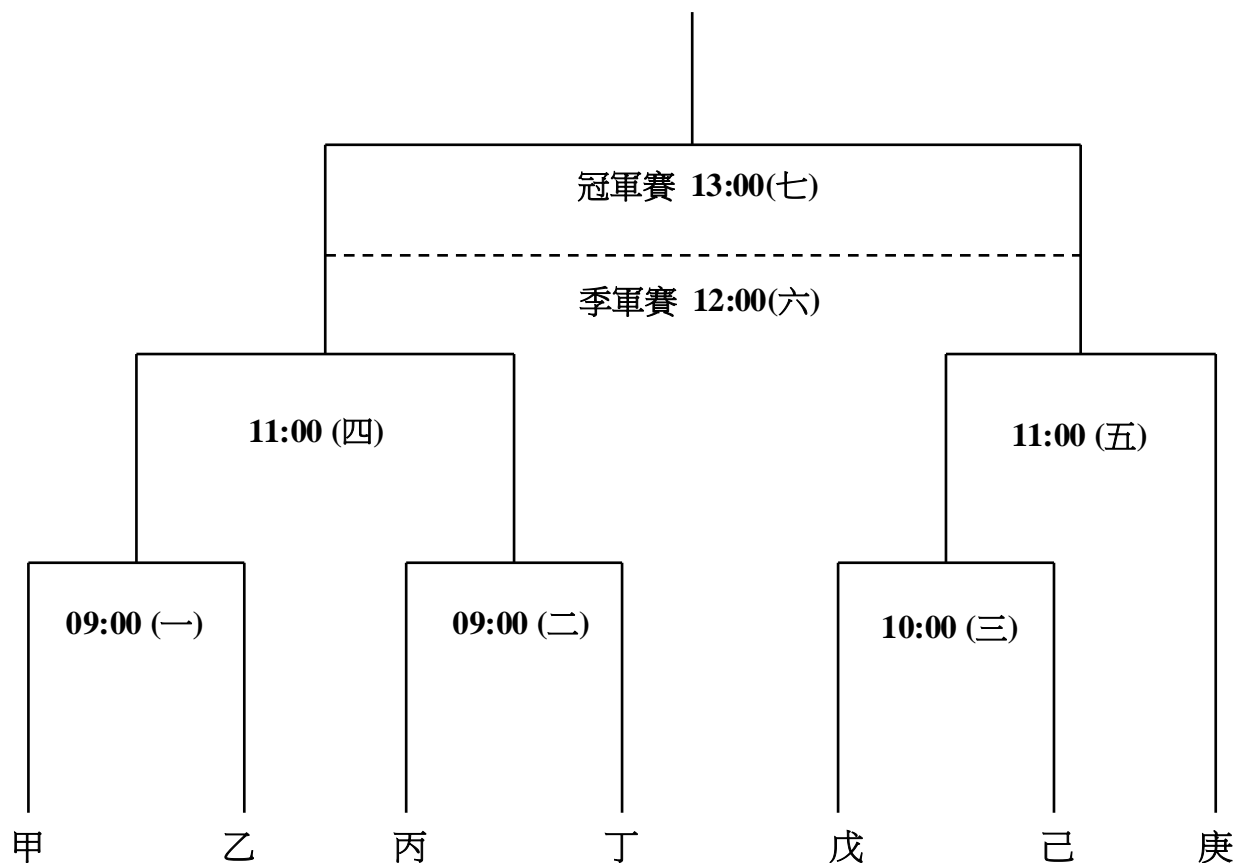 冠軍賽 13:00(七)
季軍賽 12:00(六)
11:00 (四)
11:00 (五)
09:00 (一)
09:00 (二)
10:00 (三)
甲 乙 丙 丁 戊 己 庚